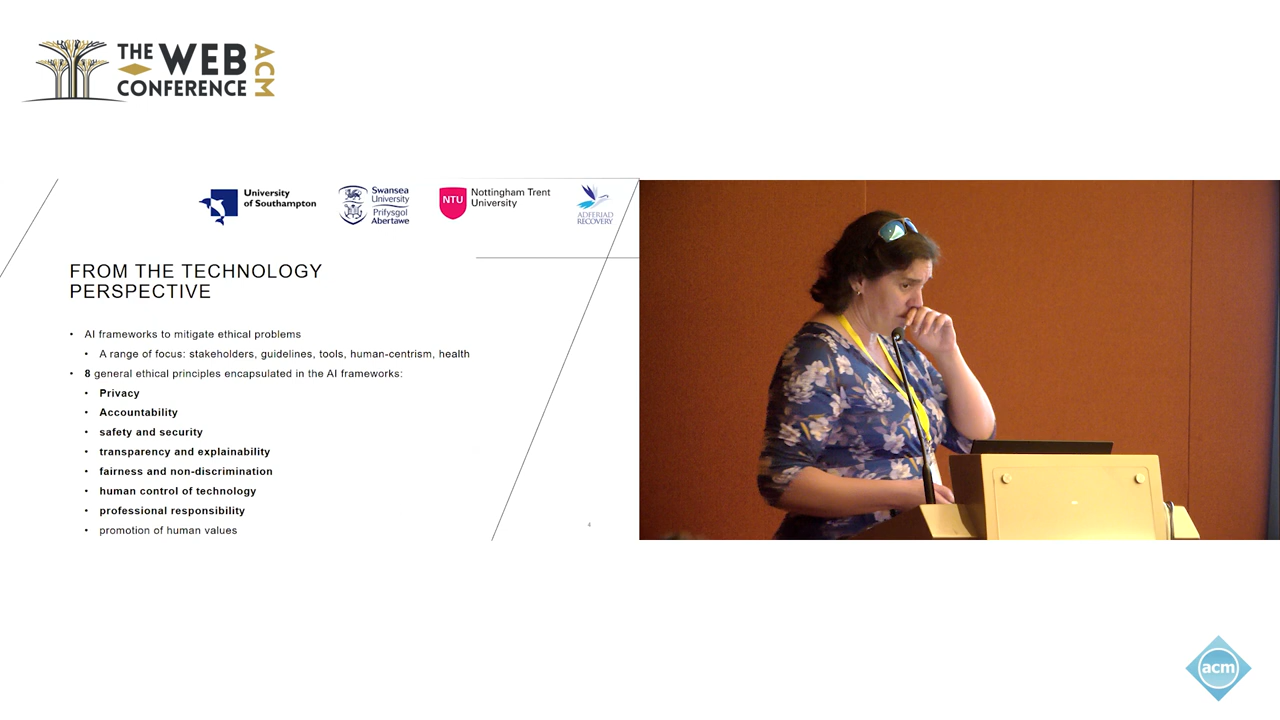 THE WEB
CONFERENCE
ACM
University
of Southampton
Swansea
University
Prifysgol
Abertawe
NTU
Nottingham Trent
University
ADFERIAD
RECOVERY
FROM THE TECHNOLOGY
PERSPECTIVE
• AI frameworks to mitigate ethical problems
• A range of focus: stakeholders, guidelines, tools, human-centrism, health
• 8 general ethical principles encapsulated in the AI frameworks:
• Privacy
• Accountability
• safety and security
• transparency and explainability
• fairness and non-discrimination
• human control of technology
• professional responsibility
• promotion of human values
4
acm